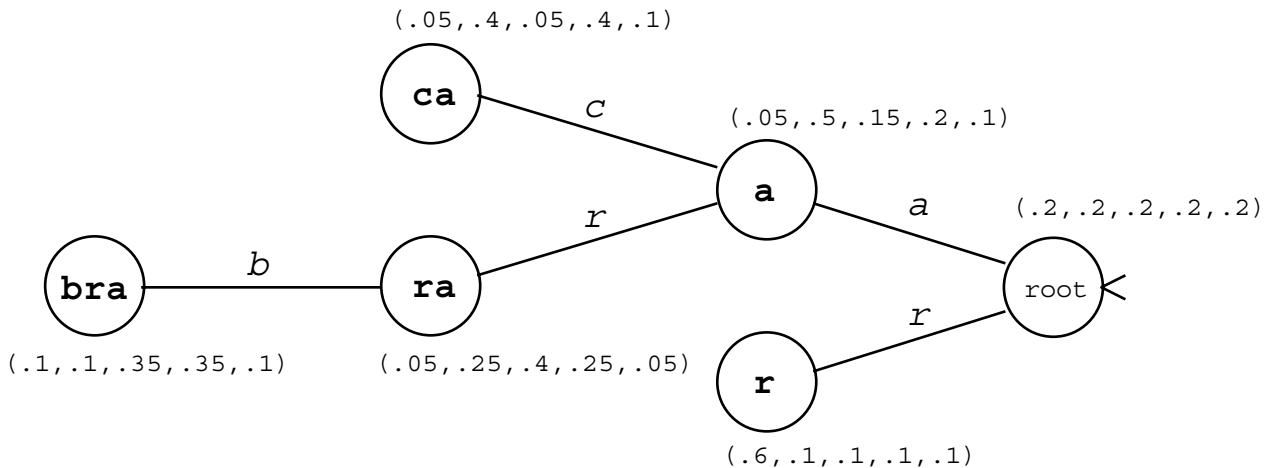 (.05,.4,.05,.4,.1)
ca
c
(.05,.5,.15,.2,.1)
a
a
(.2,.2,.2,.2,.2)
r
b
bra
ra
root
r
(.1,.1,.35,.35,.1)
(.05,.25,.4,.25,.05)
r
(.6,.1,.1,.1,.1)